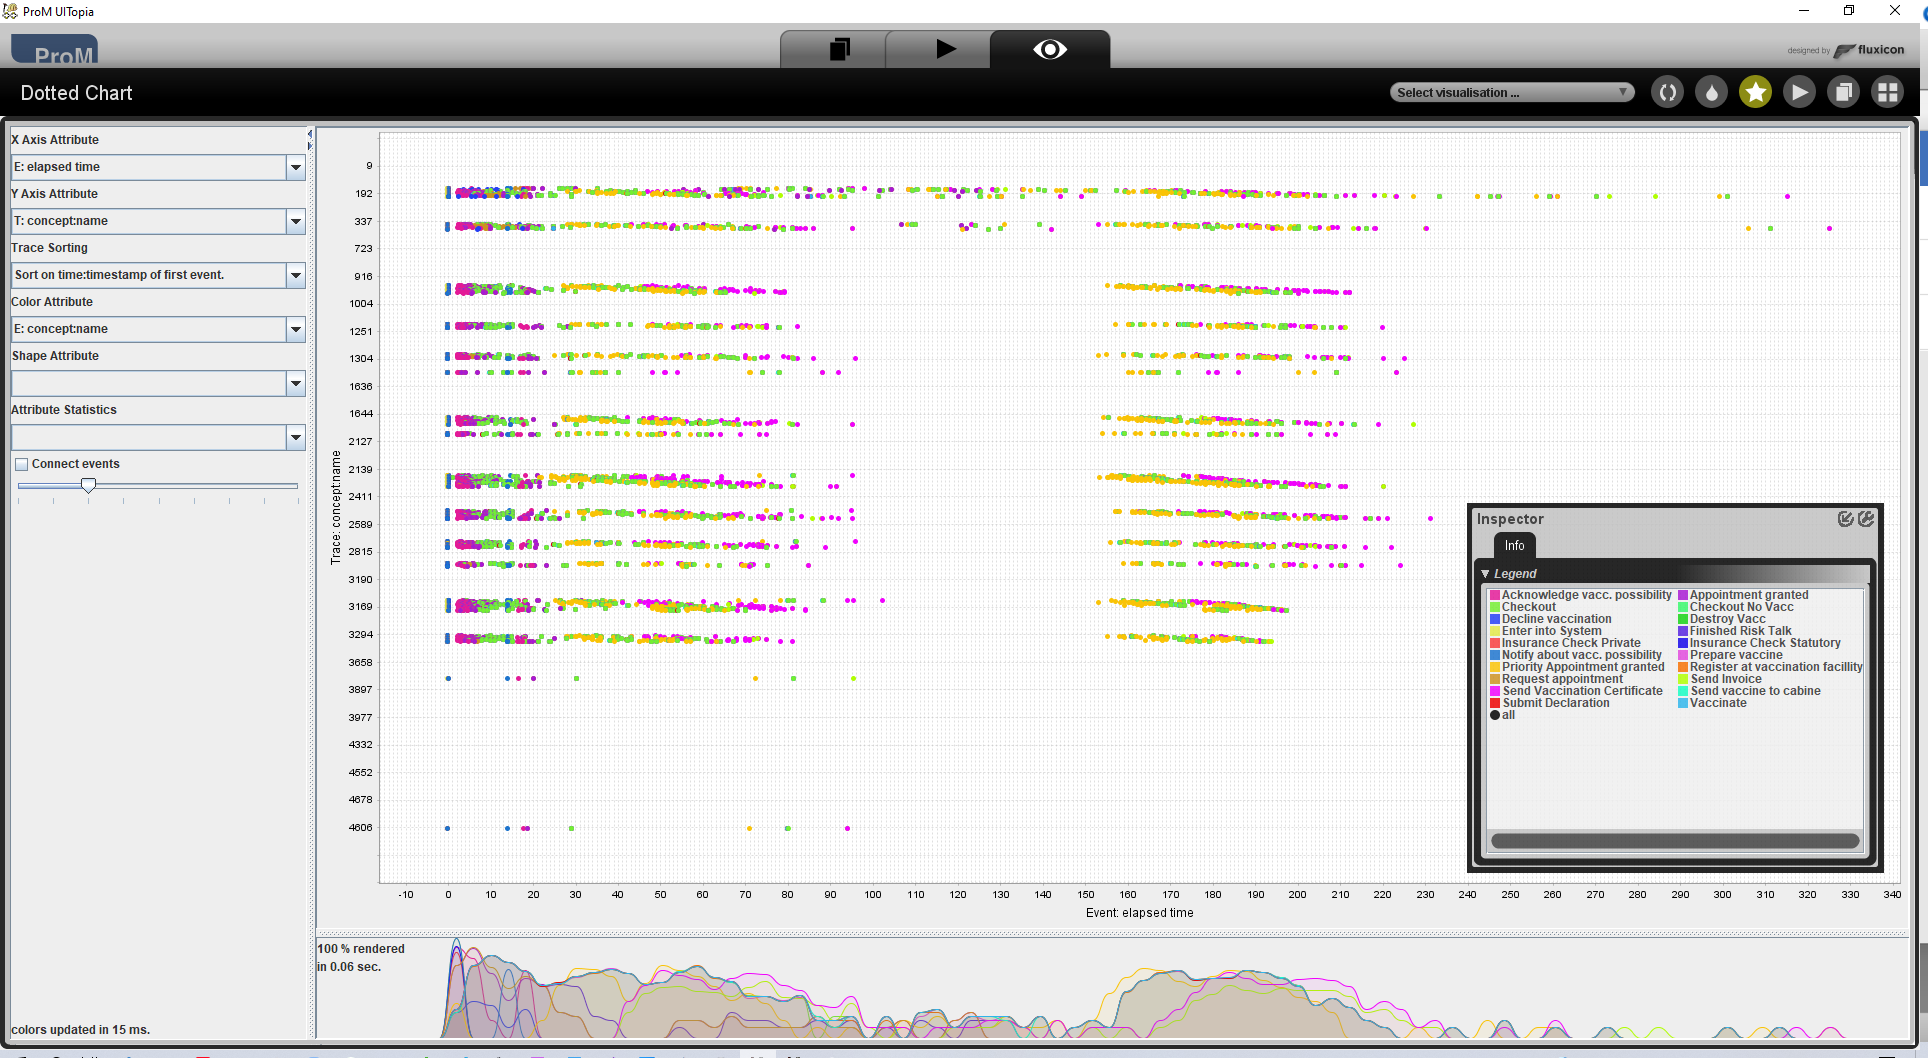 ProM UITopia
ProM
designed by fluxicon
Dotted Chart
Select visualisation ...
X Axis Attribute
E: elapsed time
Y Axis Attribute
T: concept:name
Trace Sorting
Sort on time:timestamp of first event.
Color Attribute
E: concept:name
Shape Attribute
Attribute Statistics
Connect events
colors updated in 15 ms.
Trace: concept:name
9
192
337
723
916
1004
1251
1304
1636
1644
2127
2139
2411
2589
2815
3190
3169
3294
3658
3897
3977
4332
4552
4678
4606
-10 0 10 20 30 40 50 60 70 80 90 100 110 120 130 140 150 160 170 180 190 200 210 220 230 240 250 260 270 280 290 300 310 320 330 340
Event: elapsed time
100 % rendered
in 0.06 sec.
Inspector
Info
Legend
Acknowledge vacc. possibility Appointment granted
Checkout Checkout No Vacc
Decline vaccination Destroy Vacc
Enter into System Finished Risk Talk
Insurance Check Private Insurance Check Statutory
Notify about vacc. possibility Prepare vaccine
Priority Appointment granted Register at vaccination facillity
Request appointment Send Invoice
Send Vaccination Certificate Send vaccine to cabine
Submit Declaration Vaccinate
all